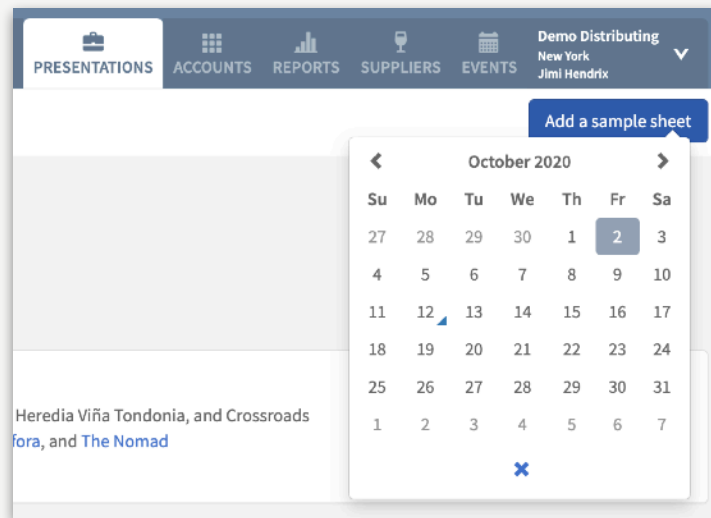 PRESENTATIONS ACCOUNTS REPORTS SUPPLIERS EVENTS
Demo Distributing
New York
Jimi Hendrix
Add a sample sheet
October 2020
Su Mo Tu We Th Fr Sa
27 28 29 30 1 2 3
4 5 6 7 8 9 10
11 12 13 14 15 16 17
18 19 20 21 22 23 24
25 26 27 28 29 30 31
1 2 3 4 5 6 7
Heredia Viña Tondonia, and Crossroads
fora, and The Nomad